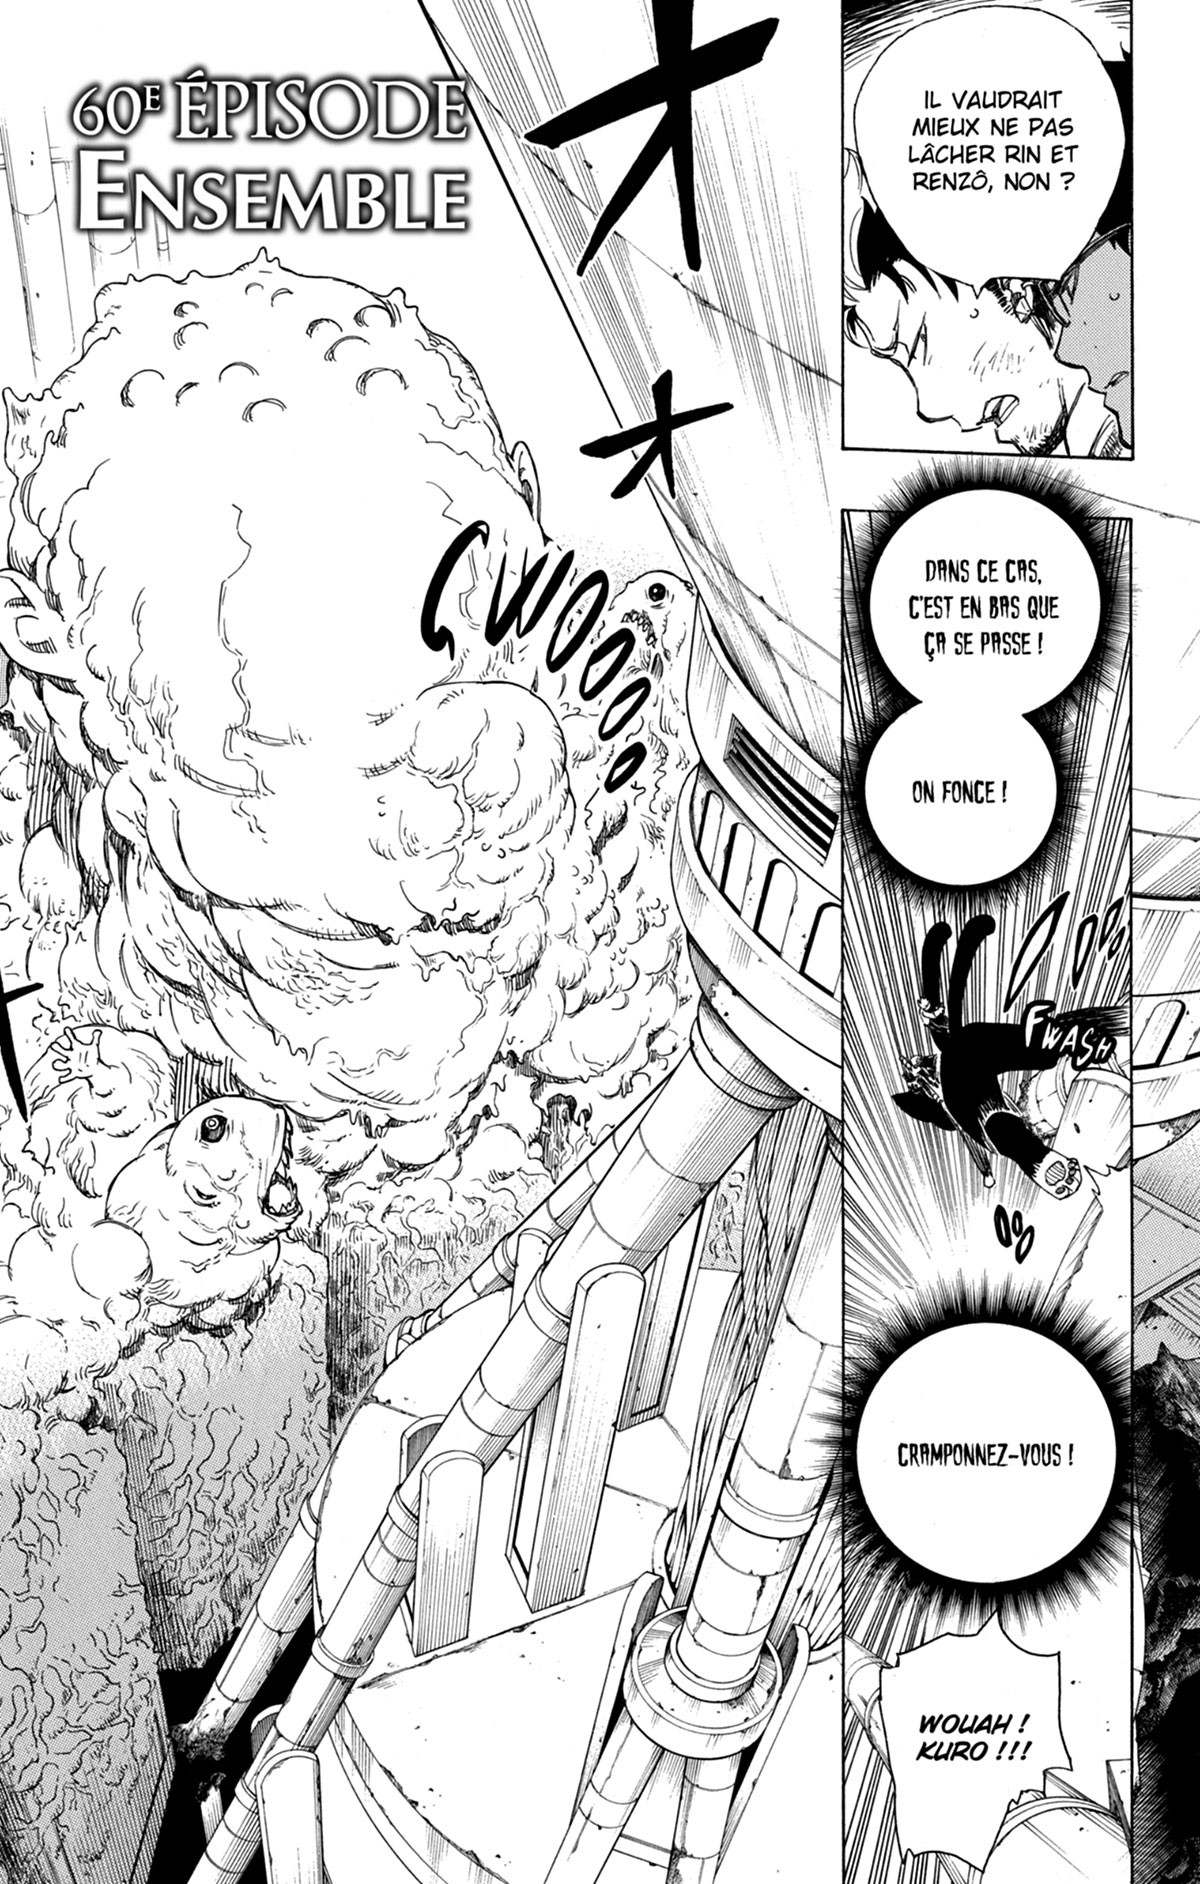 60E ÉPISODE
ENSEMBLE
IL VAUDRAIT
MIEUX NE PAS
LÂCHER RIN ET
RENZÔ, NON ?
DANS CE CAS,
C'EST EN BAS QUE
ÇA SE PASSE !
ON FONCE !
FWASH
CRAMPONNEZ-VOUS !
WOUAH !
KURO !!!
GWOOOOOO